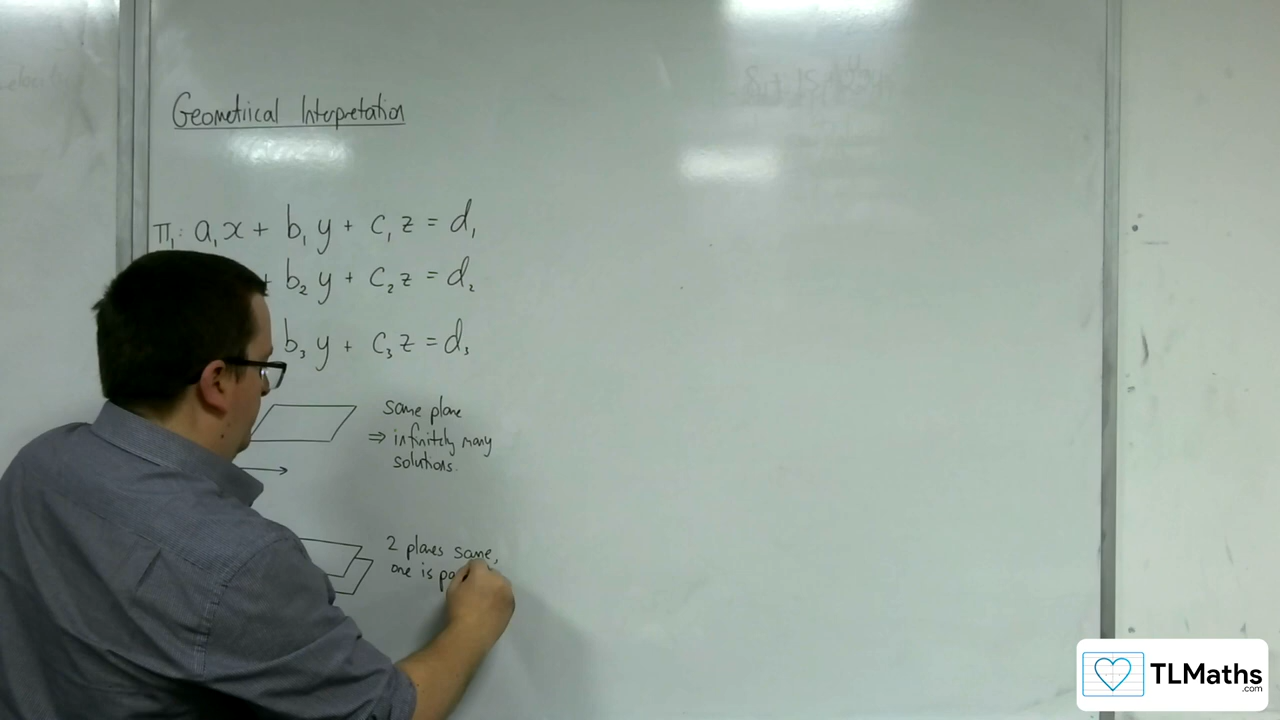 Geometrical Interpretation
π₁: a₁x + b₁y + c₁z = d₁
+ b₂y + c₂z = d₂
b₃y + c₃z = d₃
same plane
⇒ infinitely many
solutions.
2 planes same,
one is pa
TLMaths
.com